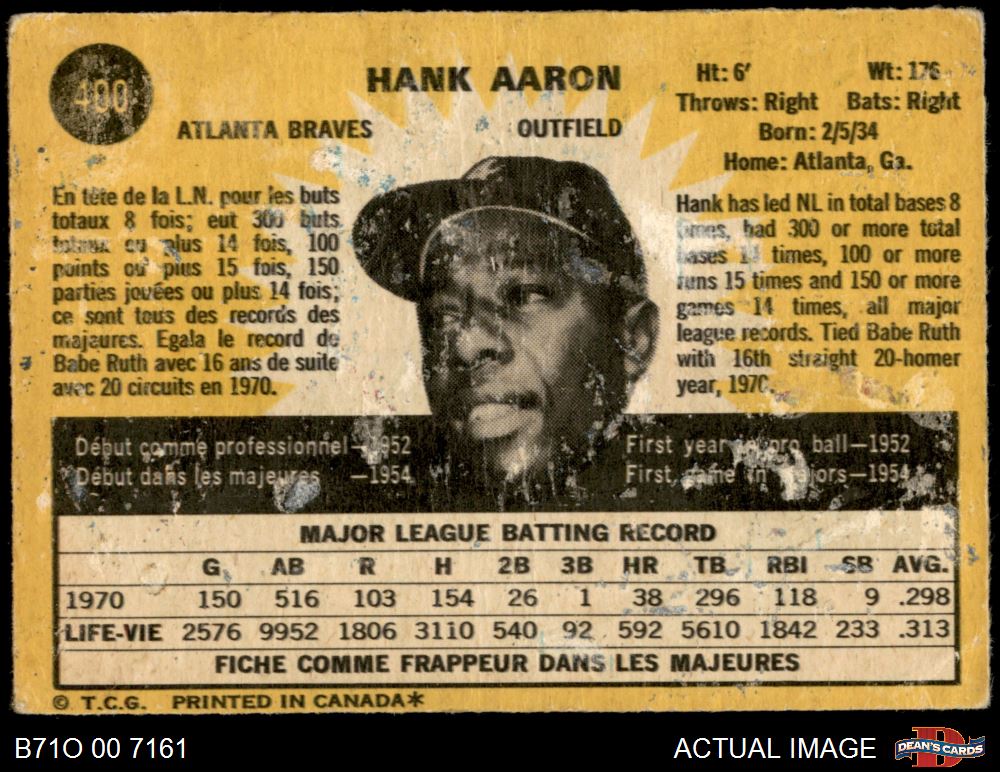 400
HANK AARON
ATLANTA BRAVES OUTFIELD
Ht: 6' Wt: 176
Throws: Right Bats: Right
Born: 2/5/34
Home: Atlanta, Ga.
En tête de la L.N. pour les buts
totaux 8 fois; eut 300 buts
totaux ou plus 14 fois, 100
points ou plus 15 fois, 150
parties jouées ou plus 14 fois;
ce sont tous des records des
majeures. Egala le record de
Babe Ruth avec 16 ans de suite
avec 20 circuits en 1970.
Hank has led NL in total bases 8
times, had 300 or more total
bases times, 100 or more
runs 15 times and 150 or more
games 14 times, all major
league records. Tied Babe Ruth
with 16th straight 20-homer
year, 1970.
Début comme professionnel—1952
Début dans les majeures —1954
First year in pro ball—1952
First game in majors—1954
MAJOR LEAGUE BATTING RECORD
G AB R H 2B 3B HR TB RBI SB AVG.
1970 150 516 103 154 26 1 38 296 118 9 .298
LIFE-VIE 2576 9952 1806 3110 540 92 592 5610 1842 233 .313
FICHE COMME FRAPPEUR DANS LES MAJEURES
© T.C.G. PRINTED IN CANADA*
B71O 00 7161
ACTUAL IMAGE
DEAN'S CARDS